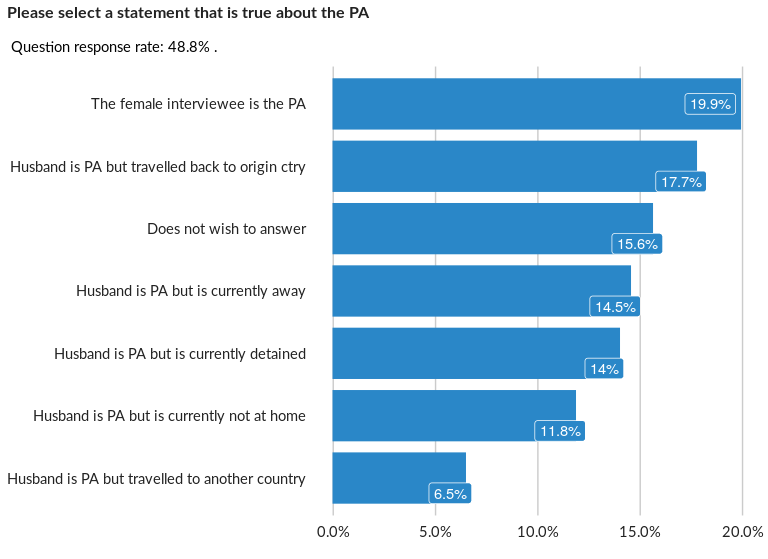 Please select a statement that is true about the PA
Question response rate: 48.8% .
The female interviewee is the PA
19.9%
Husband is PA but travelled back to origin ctry
17.7%
Does not wish to answer
15.6%
Husband is PA but is currently away
14.5%
Husband is PA but is currently detained
14%
Husband is PA but is currently not at home
11.8%
Husband is PA but travelled to another country
6.5%
0.0% 5.0% 10.0% 15.0% 20.0%